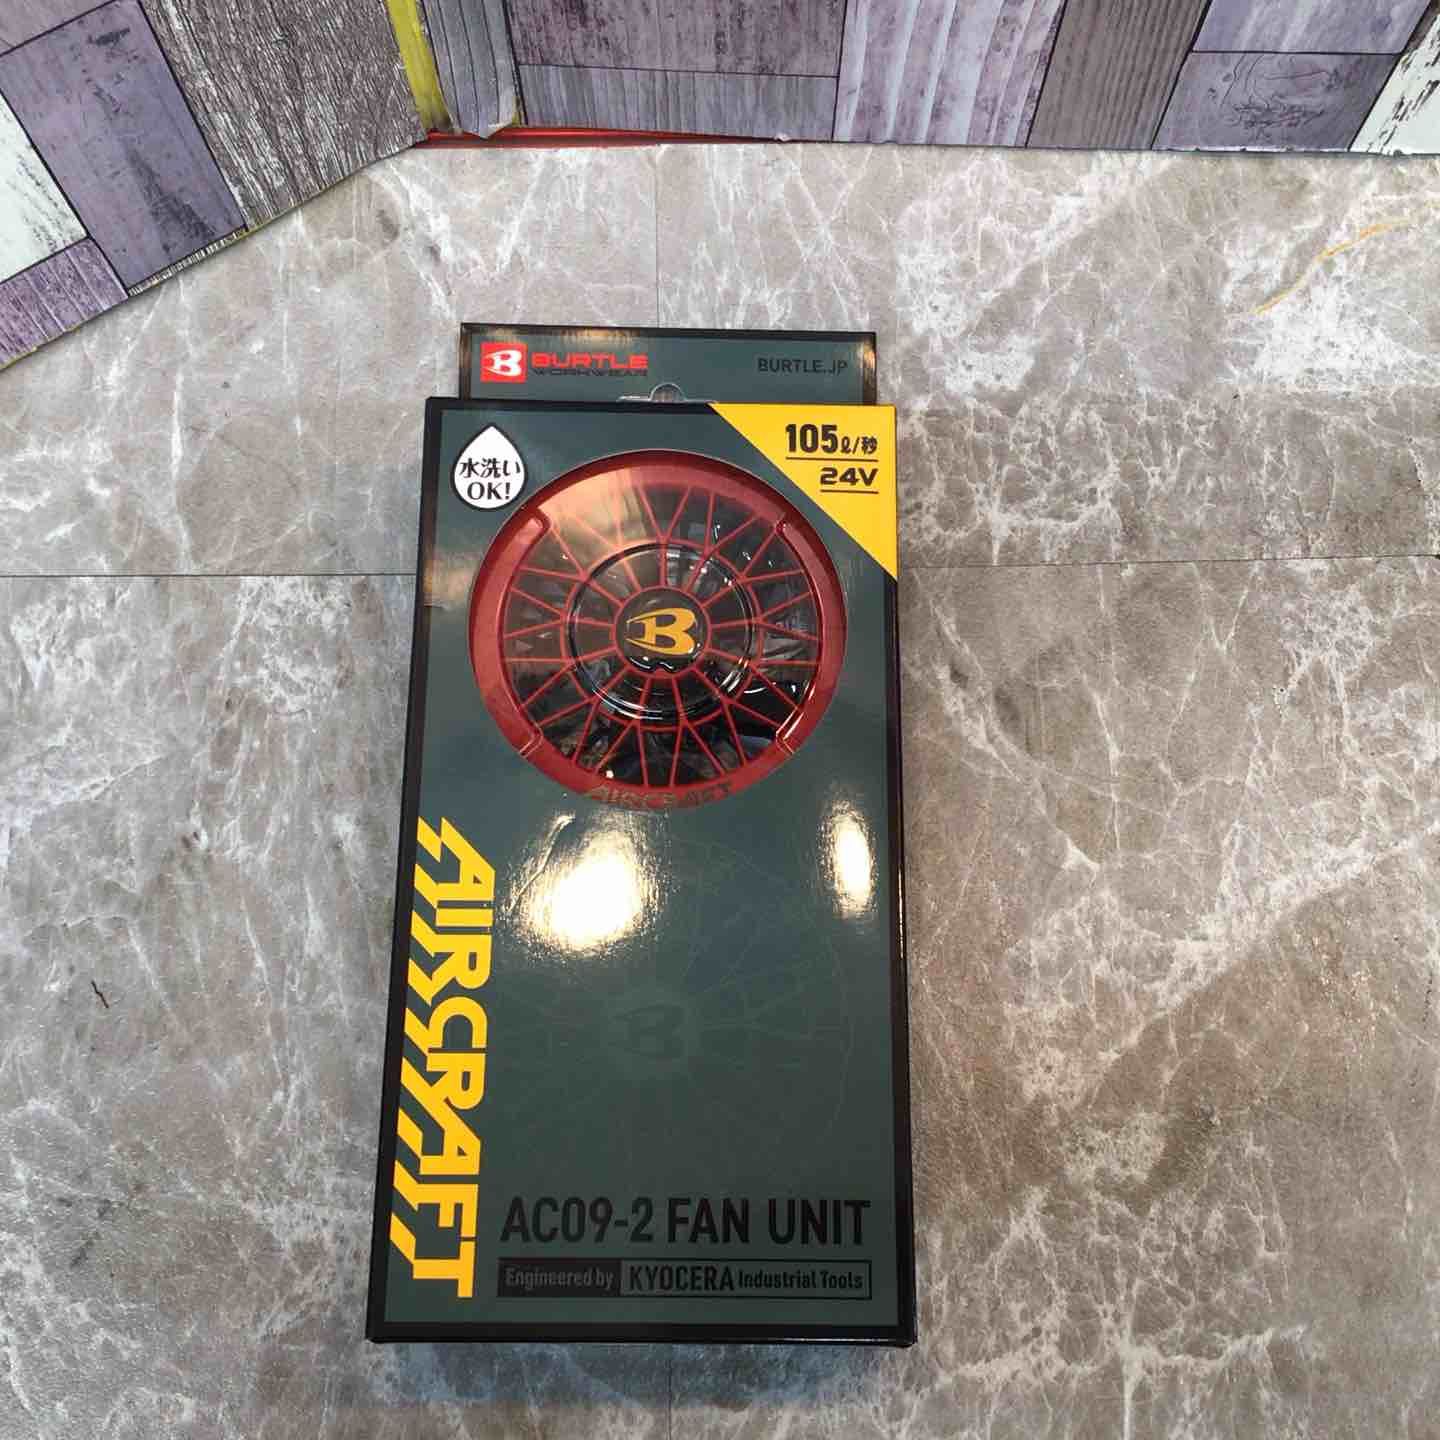 BURTLE
WORKWEAR
BURTLE.JP
水洗い
OK!
105ℓ/秒
24V
B
AIRCRAFT
AIRCRAFT
AC09-2 FAN UNIT
Engineered by KYOCERA Industrial Tools